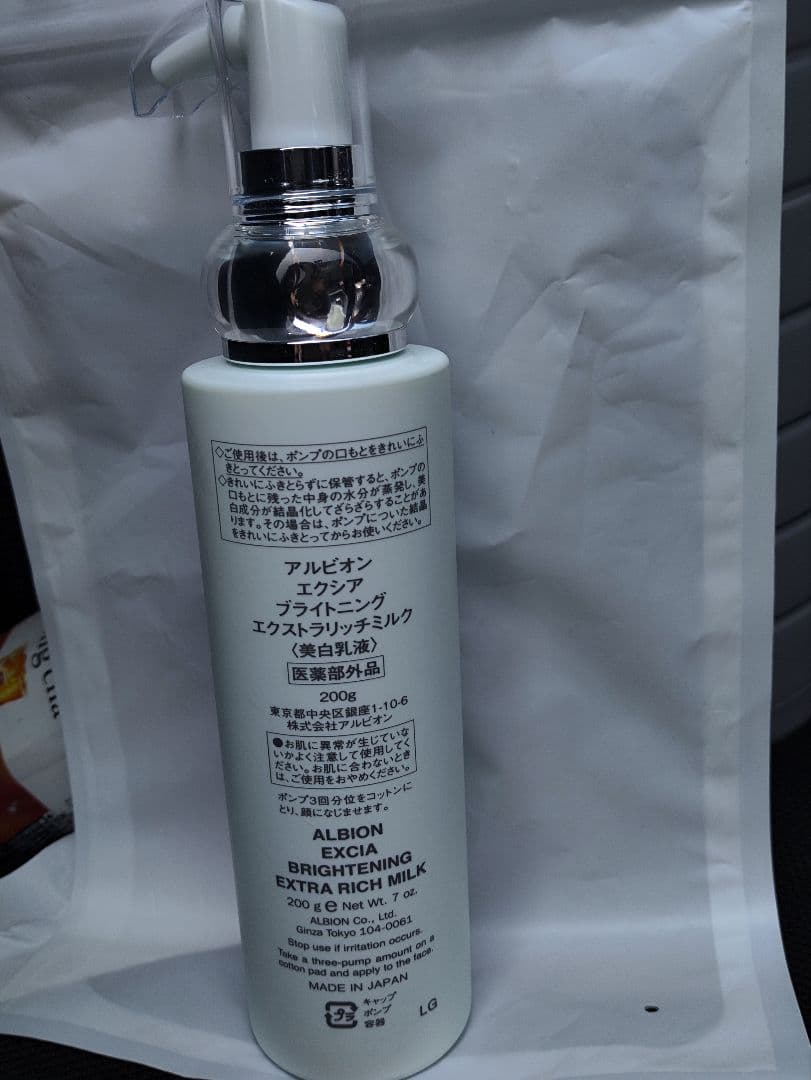 ◇ご使用後は、ポンプの口もとをきれいにふ
きとってください。
◇きれいにふきとらずに保管すると、ポンプの
口もとに残った中身の水分が蒸発し、美
白成分が結晶化してざらざらすることがあ
ります。その場合は、ポンプについた結晶
をきれいにふきとってからお使いください。
アルビオン
エクシア
ブライトニング
エクストラリッチミルク
〈美白乳液〉
医薬部外品
200g
東京都中央区銀座1-10-6
株式会社アルビオン
●お肌に異常が生じていな
いかよく注意して使用してく
ださい。お肌に合わないとき
は、ご使用をおやめください。
ポンプ3回分位をコットンに
とり、顔になじませます。
ALBION
EXCIA
BRIGHTENING
EXTRA RICH MILK
200 g e Net Wt. 7 oz.
ALBION Co., Ltd.
Ginza Tokyo 104-0061
Stop use if irritation occurs.
Take a three-pump amount on a
cotton pad and apply to the face.
MADE IN JAPAN
プラ
キャップ
ポンプ
容器
LG